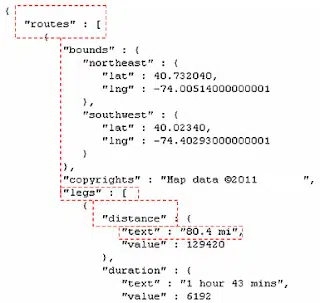 {
"routes" : [
{
"bounds" : {
"northeast" : {
"lat" : 40.732040,
"lng" : -74.00514000000001
},
"southwest" : {
"lat" : 40.02340,
"lng" : -74.40293000000001
}
},
"copyrights" : "Map data ©2011 ",
"legs" : [
{
"distance" : {
"text" : "80.4 mi",
"value" : 129420
},
"duration" : {
"text" : "1 hour 43 mins",
"value" : 6192